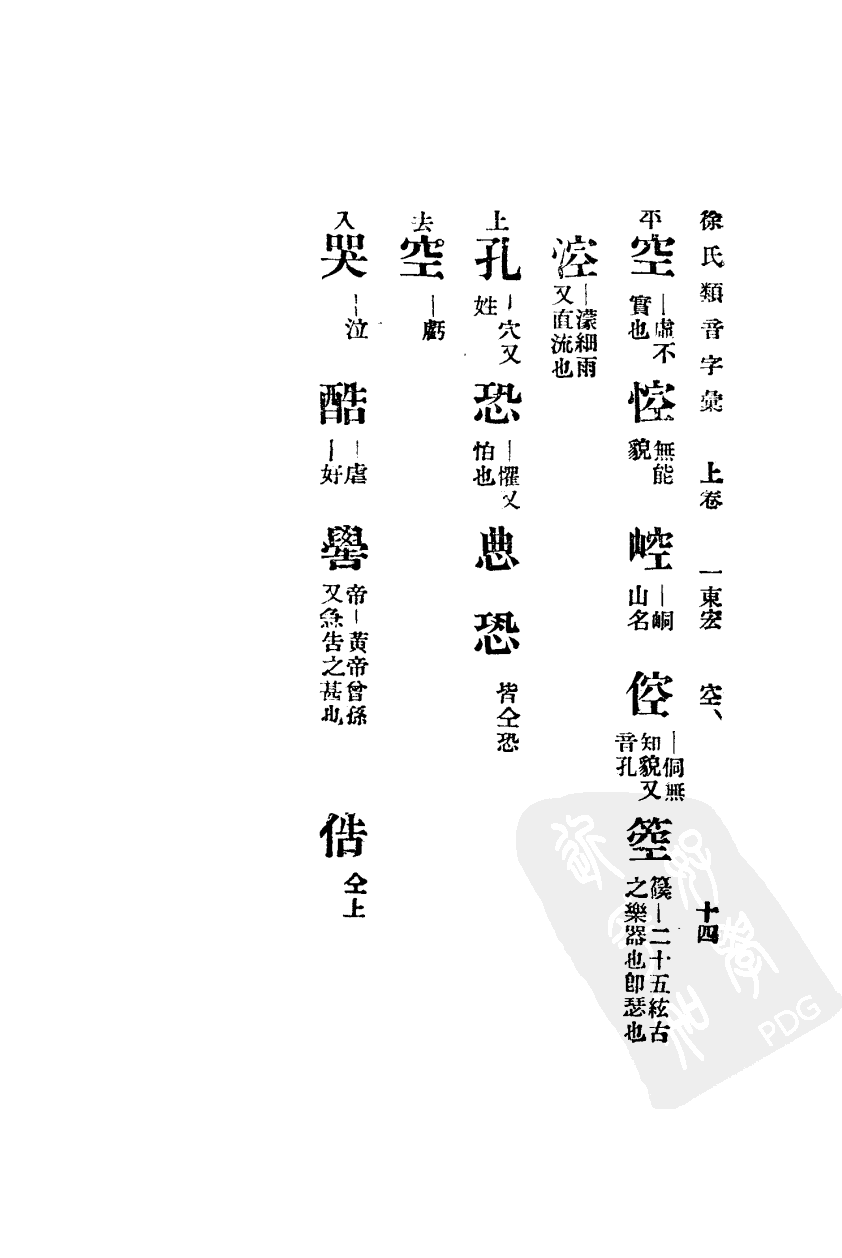 徐氏類音字彙 上卷 一東宏 空、 十四
平 空 ｜虛不實也 悾 無能貌 崆 ｜峒山名 倥 ｜侗無知貌又音孔 箜 篌｜二十五絃古之樂器也卽瑟也
涳 ｜濛細雨又直流也
上 孔 ｜穴又姓 恐 ｜懼又怕也 恐 皆仝恐
去 空 ｜虧
入 哭 ｜泣 酷 ｜虐｜好 嚳 帝｜黃帝曾孫又急告之甚也 俈 仝上
PDG